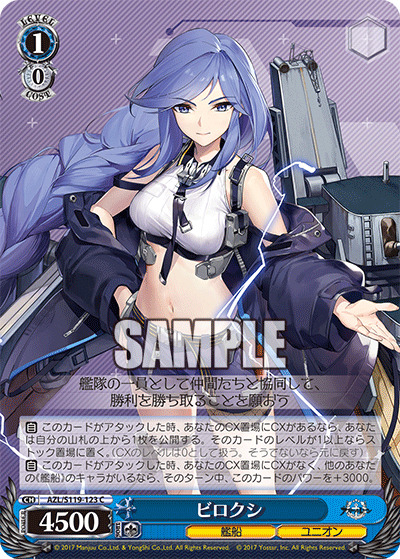 LEVEL
1
0
COST
SAMPLE
艦隊の一員として仲間たちと協同して、
勝利を勝ち取ることを願おう
自 このカードがアタックした時、あなたのCX置場にCXがあるなら、あなたは
自分の山札の上から1枚を公開する。そのカードのレベルが1以上ならス
トック置場に置く。(CXのレベルは0として扱う。そうでないなら元に戻す)
自 このカードがアタックした時、あなたのCX置場にCXがなく、他のあなた
の《艦船》のキャラがいるなら、そのターン中、このカードのパワーを+3000。
CH
AZL/S119-123 C
4500
ピロクシ
艦船
ユニオン
© 2017 Manjuu Co.,Ltd. & YongShi Co.,Ltd. All Rights Reserved. © 2017 Yostar, Inc. All Rights Reserved.